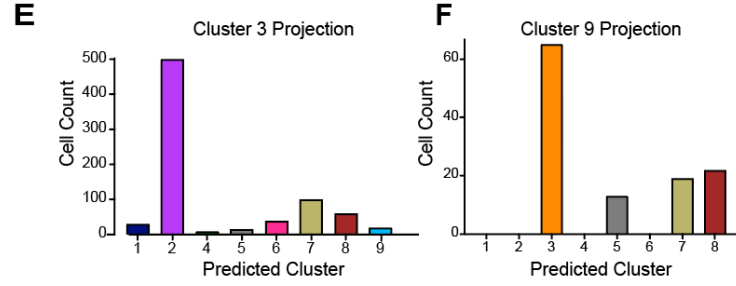 E
Cluster 3 Projection
Cell Count
500
400
300
200
100
0
1 2 4 5 6 7 8 9
Predicted Cluster
F
Cluster 9 Projection
Cell Count
60
40
20
0
1 2 3 4 5 6 7 8
Predicted Cluster